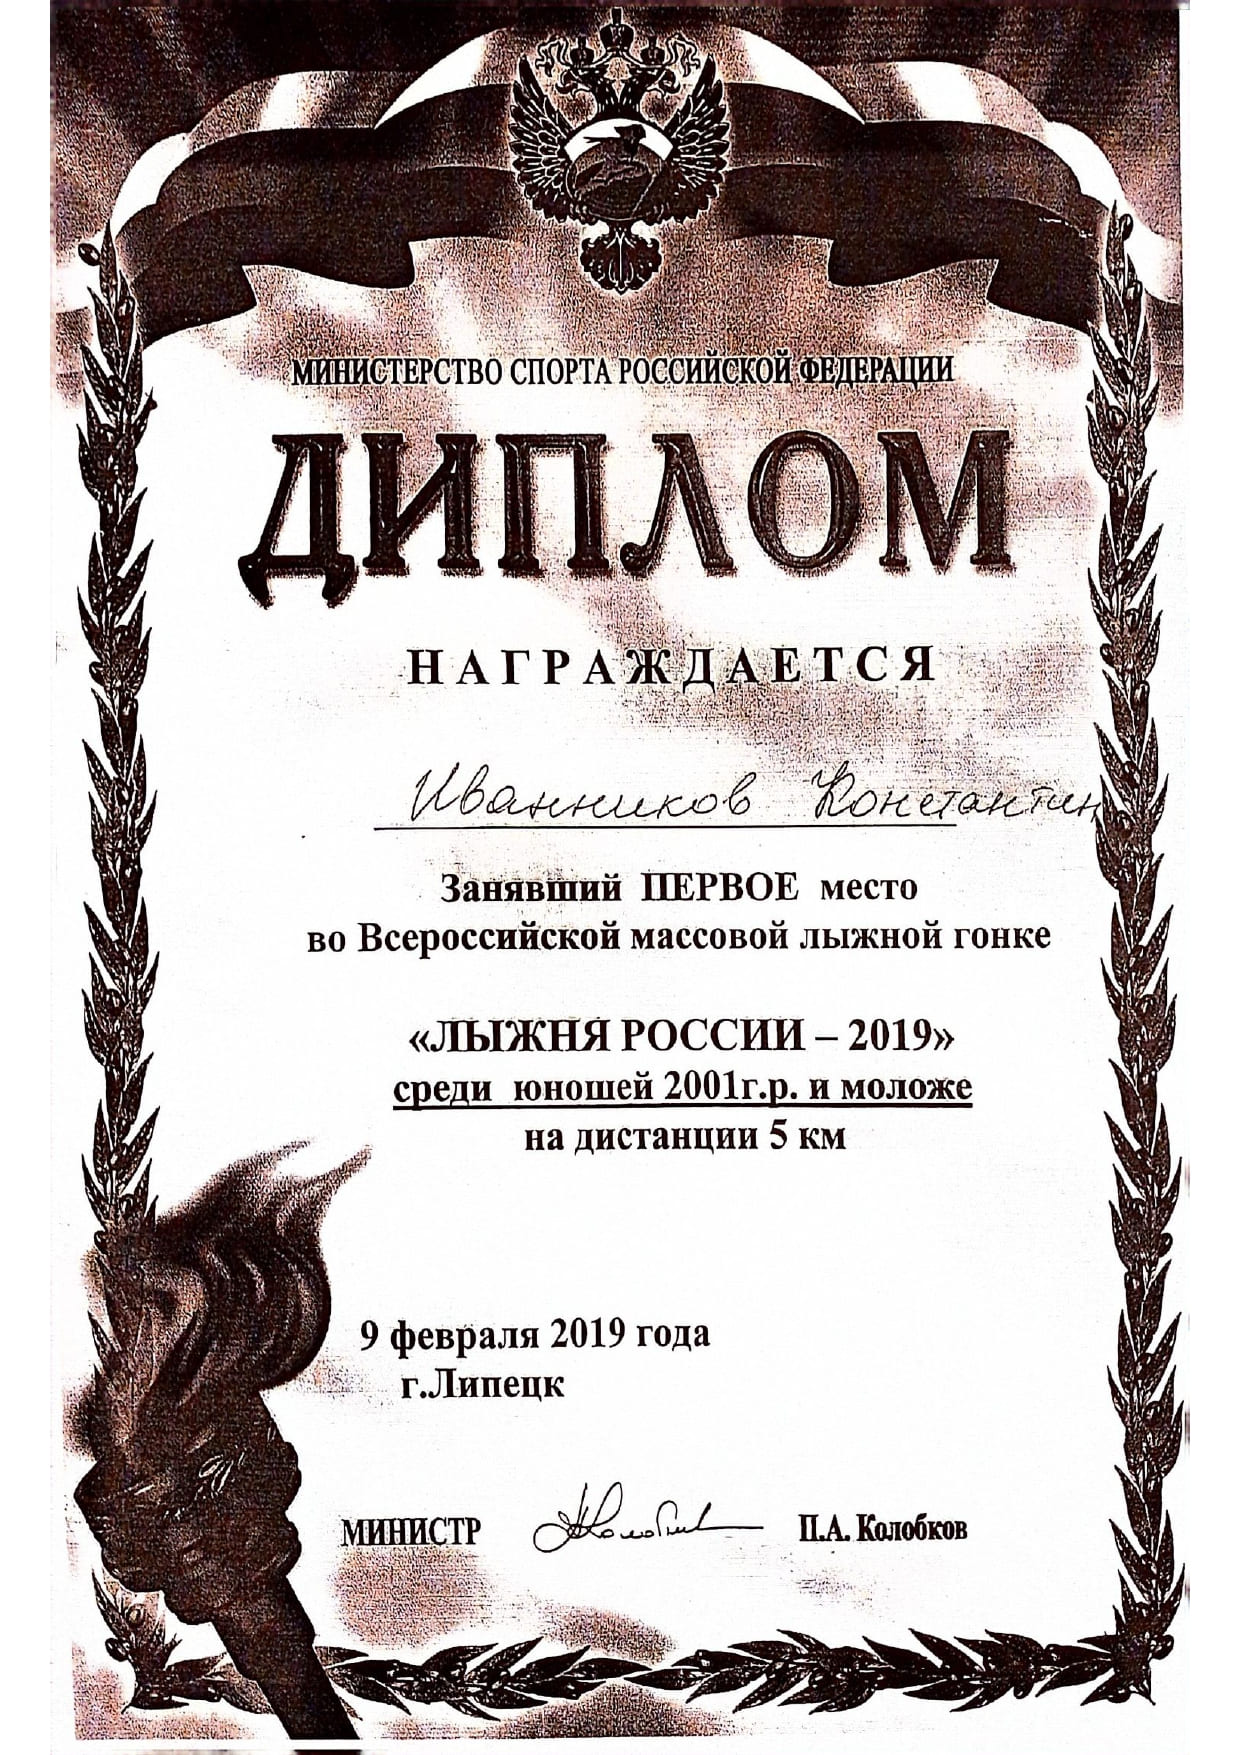 МИНИСТЕРСТВО СПОРТА РОССИЙСКОЙ ФЕДЕРАЦИИ
ДИПЛОМ
НАГРАЖДАЕТСЯ
Иванников Константин
Занявший ПЕРВОЕ место
во Всероссийской массовой лыжной гонке
«ЛЫЖНЯ РОССИИ – 2019»
среди юношей 2001г.р. и моложе
на дистанции 5 км
9 февраля 2019 года
г.Липецк
МИНИСТР П.А. Колобков